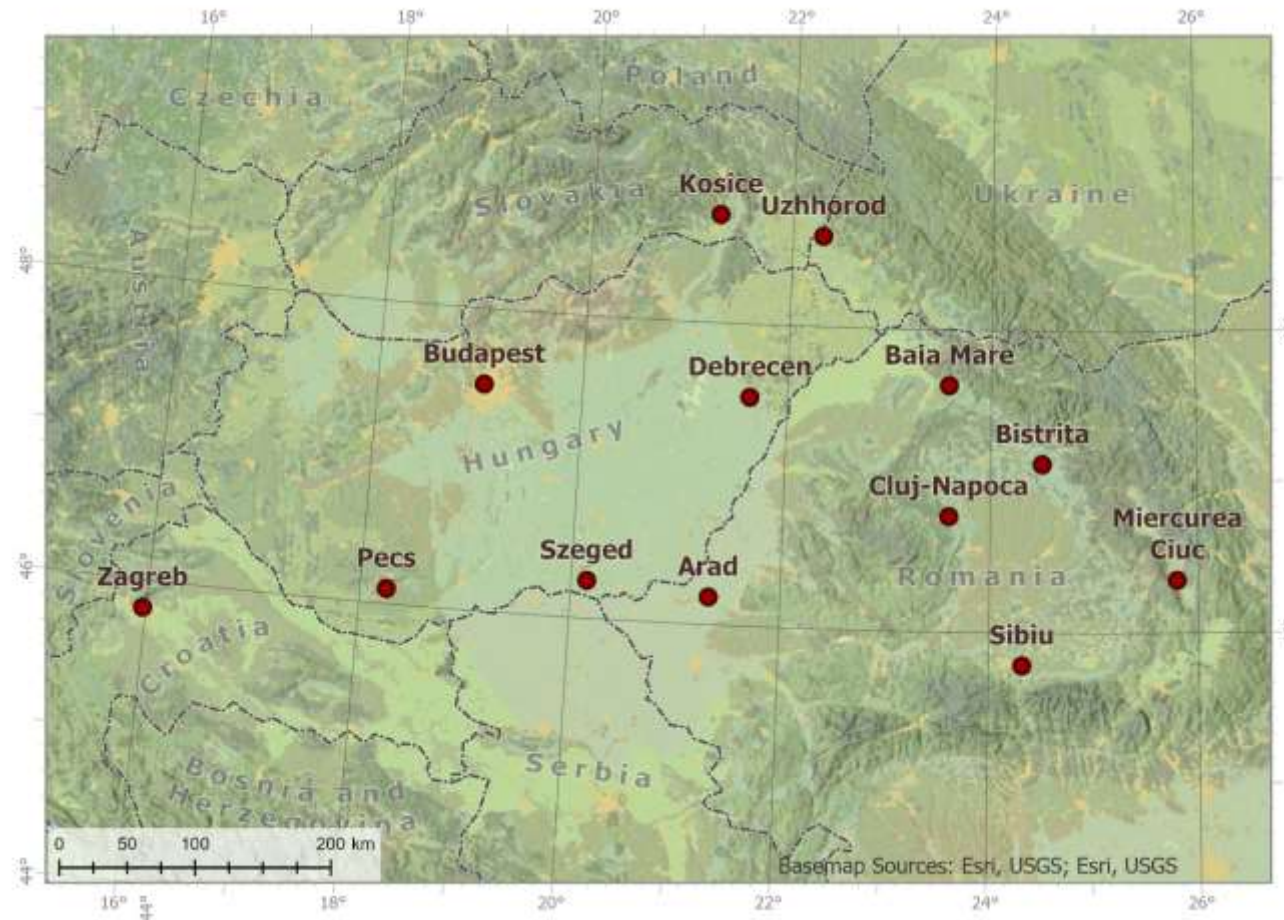 16° 18° 20° 22° 24° 26°
Poland
Czechia
Kosice
Slovakia
Uzhhorod
Ukraine
Austria
48°
Budapest
Debrecen
Baia Mare
Hungary
Bistrita
Cluj-Napoca
Miercurea
Ciuc
Slovenia
46°
Zagreb
Pecs
Szeged
Arad
Romania
Croatia
Sibiu
Serbia
Bosnia and
Herzegovina
0 50 100 200 km
Basemap Sources: Esri, USGS; Esri, USGS
44°
16° 44° 18° 20° 22° 24° 26°